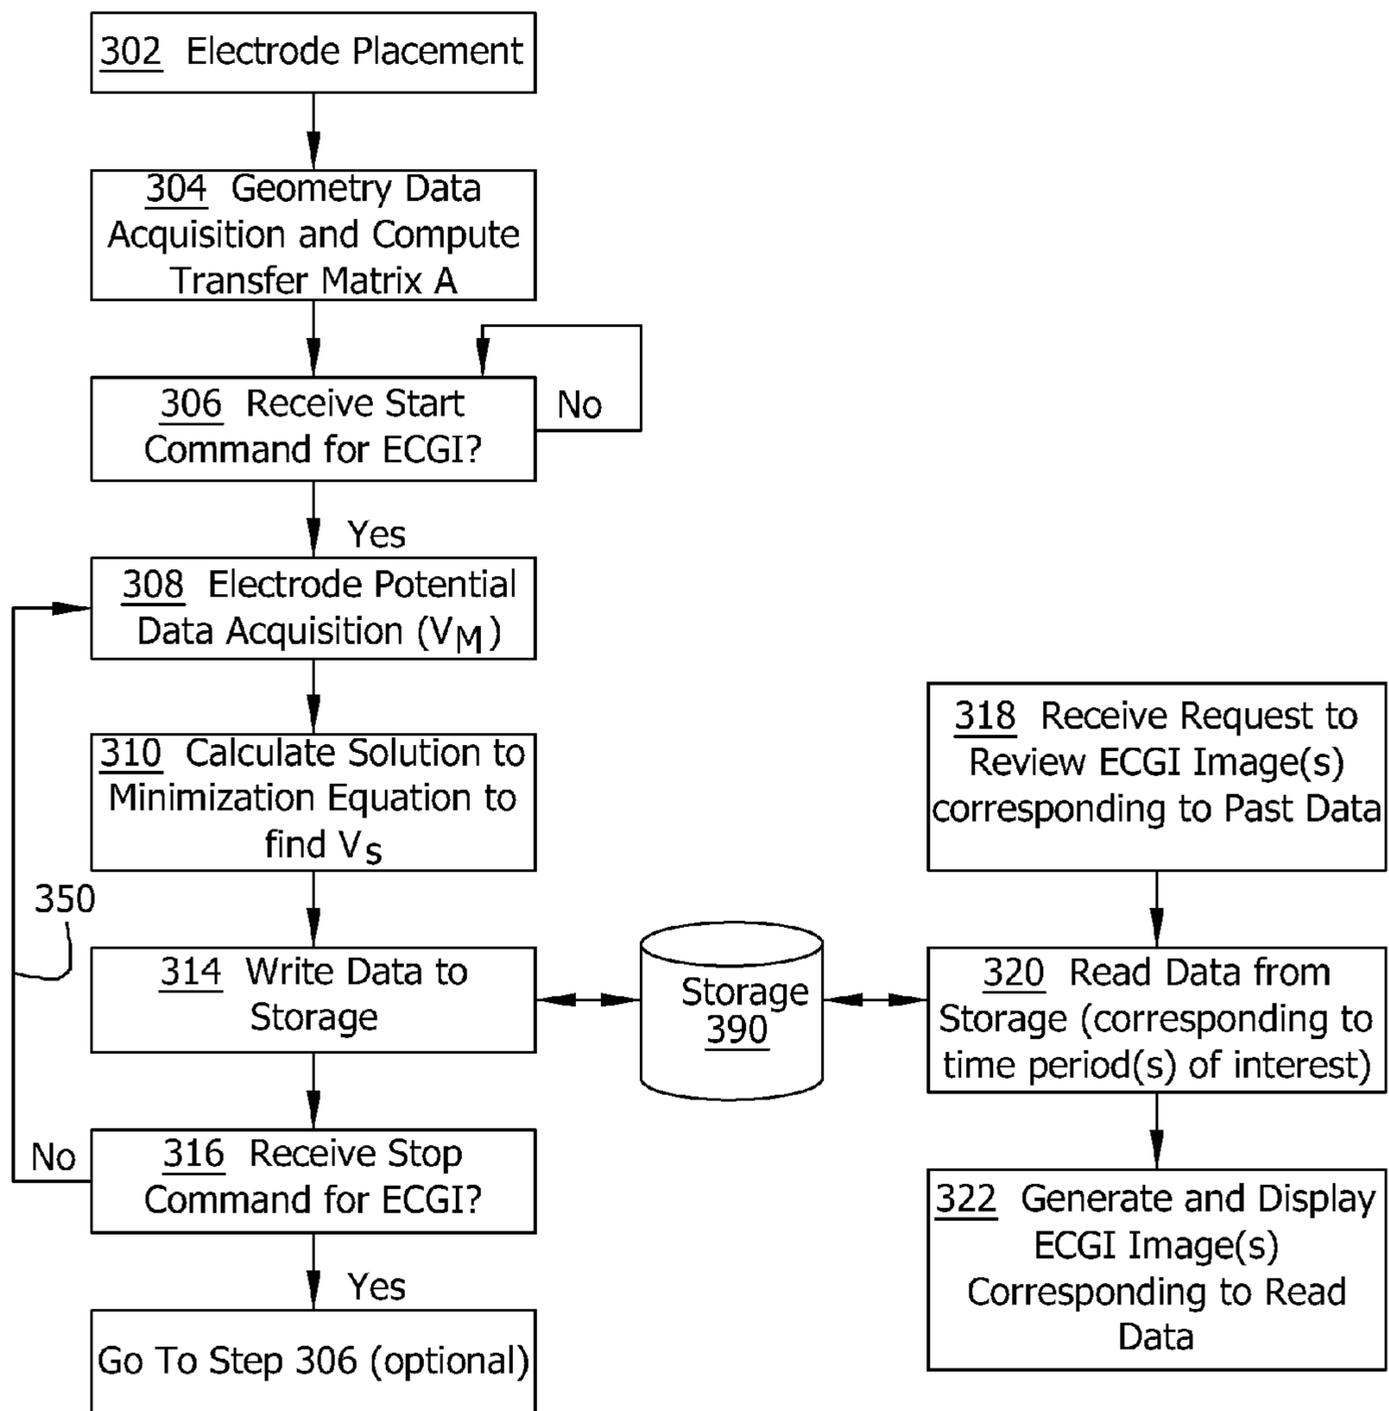 302 Electrode Placement
304 Geometry Data
Acquisition and Compute
Transfer Matrix A
306 Receive Start
Command for ECGI?
No
Yes
308 Electrode Potential
Data Acquisition (VM)
310 Calculate Solution to
Minimization Equation to
find VS
350
314 Write Data to
Storage
316 Receive Stop
Command for ECGI?
No
Yes
Go To Step 306 (optional)
Storage
390
318 Receive Request to
Review ECGI Image(s)
corresponding to Past Data
320 Read Data from
Storage (corresponding to
time period(s) of interest)
322 Generate and Display
ECGI Image(s)
Corresponding to Read
Data